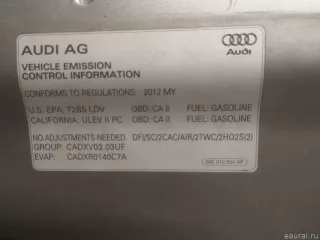 AUDI AG
Audi
VEHICLE EMISSION
CONTROL INFORMATION
CONFORMS TO REGULATIONS: 2012 MY
U.S. EPA: T2B5 LDV OBD: CA II FUEL: GASOLINE
CALIFORNIA: ULEV II PC OBD: CA II FUEL: GASOLINE
NO ADJUSTMENTS NEEDED. DFI/SC/2CAC/AIR/2TWC/2HO2S(2)
GROUP: CADXV03.03UF
EVAP: CADXR0140C7A
eaural.ru